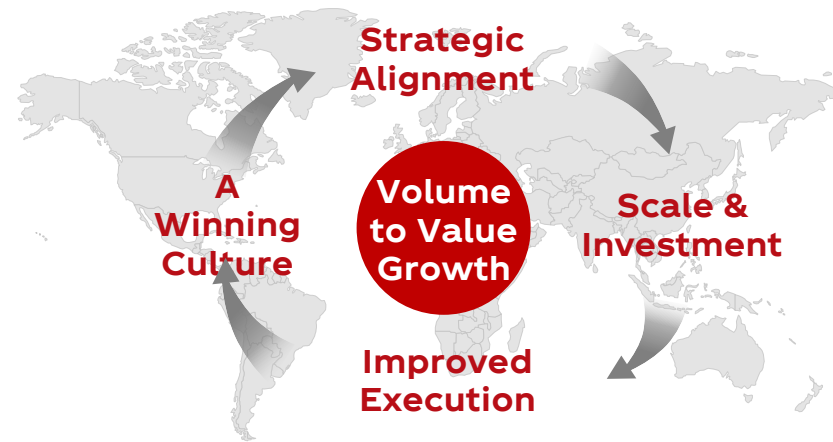 Strategic
Alignment
A
Winning
Culture
Volume
to Value
Growth
Scale &
Investment
Improved
Execution